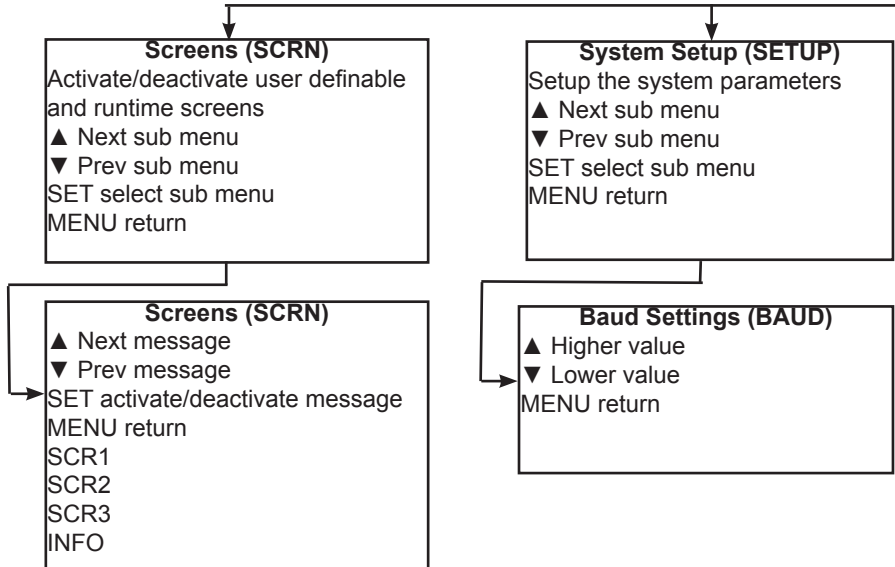 Screens (SCRN)
Activate/deactivate user definable
and runtime screens
▲ Next sub menu
▼ Prev sub menu
SET select sub menu
MENU return
System Setup (SETUP)
Setup the system parameters
▲ Next sub menu
▼ Prev sub menu
SET select sub menu
MENU return
Screens (SCRN)
▲ Next message
▼ Prev message
SET activate/deactivate message
MENU return
SCR1
SCR2
SCR3
INFO
Baud Settings (BAUD)
▲ Higher value
▼ Lower value
MENU return